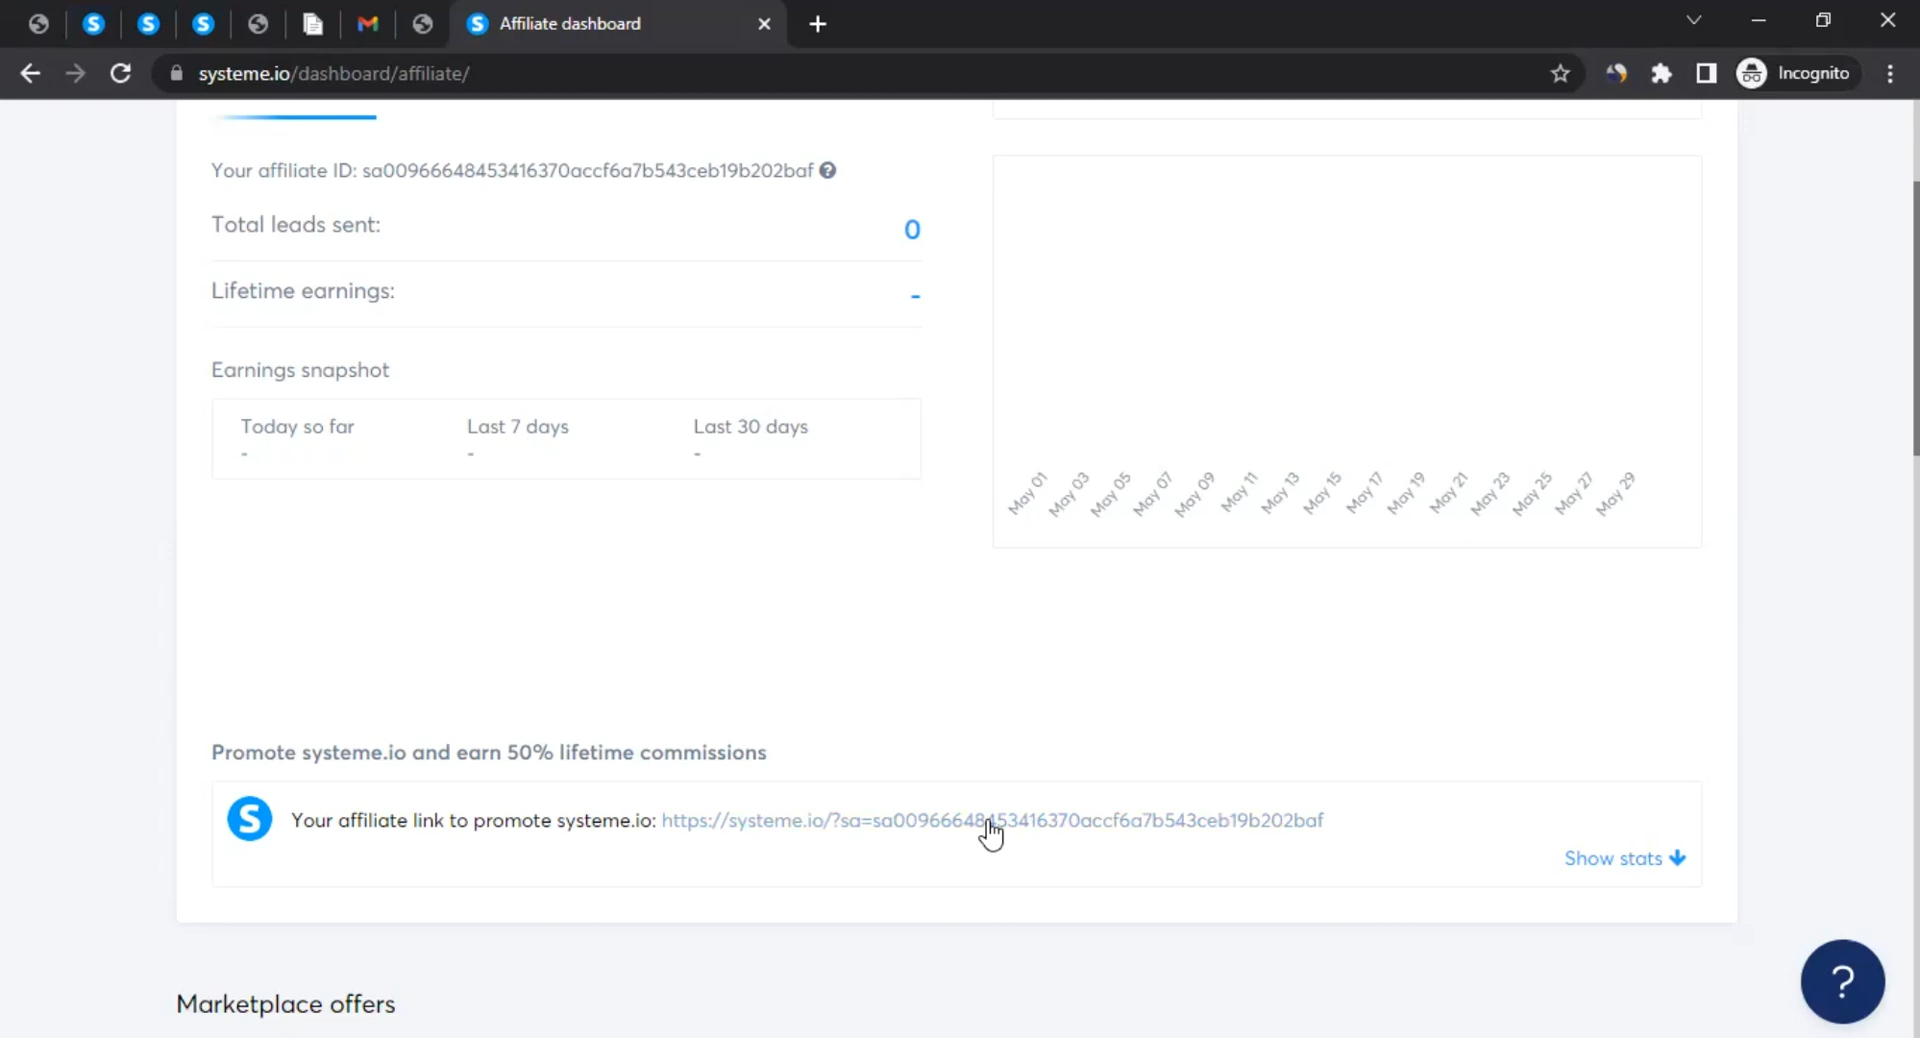 Affiliate dashboard
systeme.io/dashboard/affiliate/
Incognito
Your affiliate ID: sa00966648453416370accf6a7b543ceb19b202baf
Total leads sent:
0
Lifetime earnings:
-
Earnings snapshot
Today so far Last 7 days Last 30 days
- - -
May 01 May 03 May 05 May 07 May 09 May 11 May 13 May 15 May 17 May 19 May 21 May 23 May 25 May 27 May 29
Promote systeme.io and earn 50% lifetime commissions
S
Your affiliate link to promote systeme.io: https://systeme.io/?sa=sa00966648453416370accf6a7b543ceb19b202baf
Show stats
Marketplace offers
?